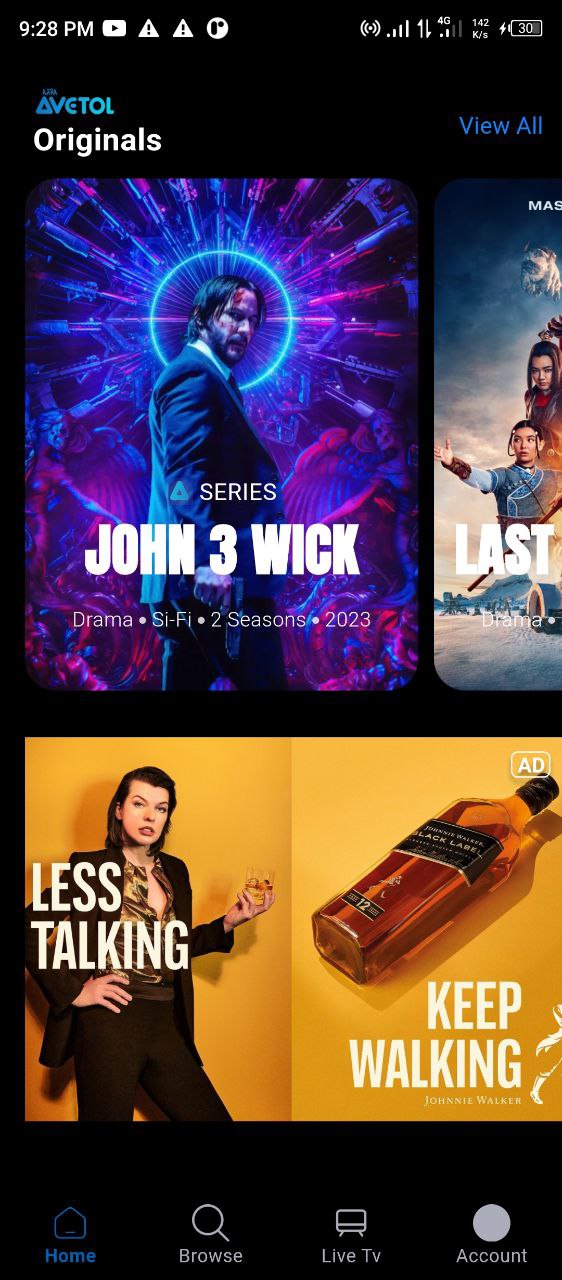 9:28 PM
4G
142
K/s
30
AVETOL
Originals
View All
MAS
SERIES
JOHN 3 WICK
LAST
Drama • Si-Fi • 2 Seasons • 2023
Drama •
AD
LESS
TALKING
JOHNNIE WALKER
BLACK LABEL
12
KEEP
WALKING
JOHNNIE WALKER
Home
Browse
Live Tv
Account